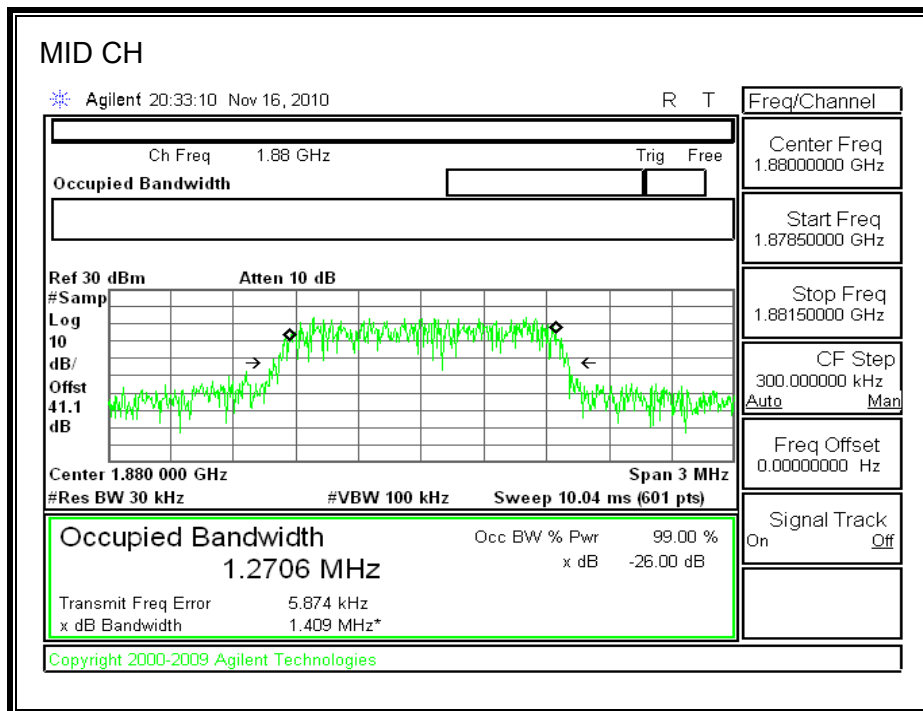 MID CH
Agilent 20:33:10 Nov 16, 2010 R T
Freq/Channel
Ch Freq 1.88 GHz Trig Free
Occupied Bandwidth
Center Freq
1.88000000 GHz
Start Freq
1.87850000 GHz
Stop Freq
1.88150000 GHz
CF Step
300.000000 kHz
Auto Man
Freq Offset
0.00000000 Hz
Signal Track
On Off
Ref 30 dBm Atten 10 dB
#Samp
Log
10
dB/
Offst
41.1
dB
Center 1.880 000 GHz Span 3 MHz
#Res BW 30 kHz #VBW 100 kHz Sweep 10.04 ms (601 pts)
Occupied Bandwidth Occ BW % Pwr 99.00 %
1.2706 MHz x dB -26.00 dB
Transmit Freq Error 5.874 kHz
x dB Bandwidth 1.409 MHz*
Copyright 2000-2009 Agilent Technologies